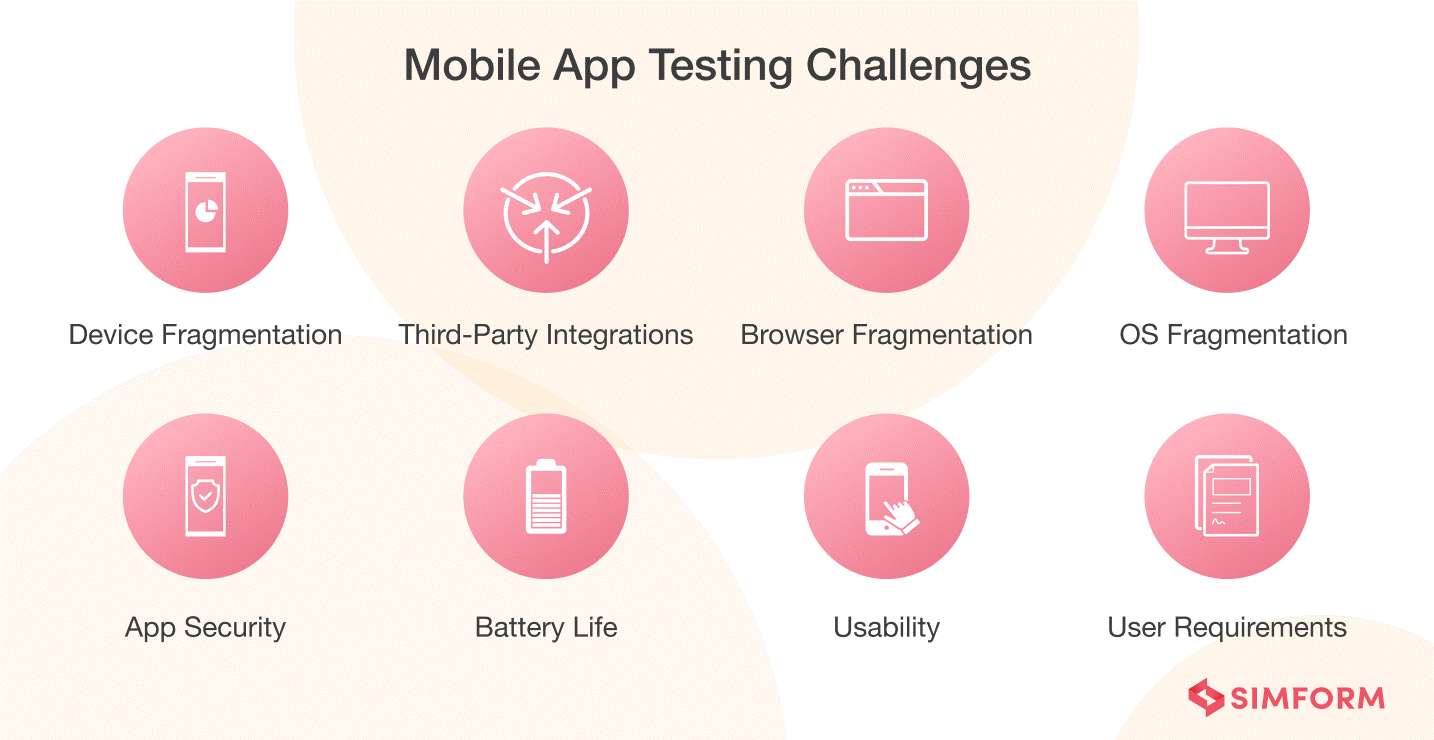 Mobile App Testing Challenges
Device Fragmentation
Third-Party Integrations
Browser Fragmentation
OS Fragmentation
App Security
Battery Life
Usability
User Requirements
SIMFORM